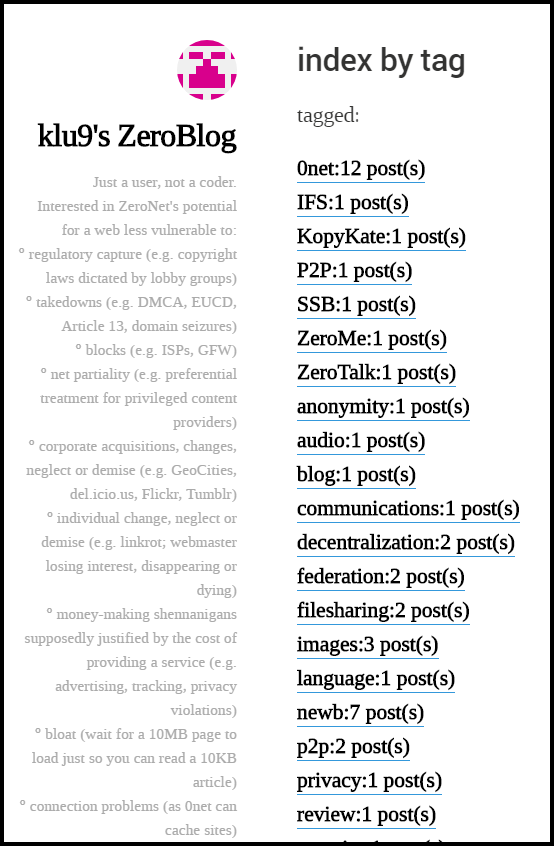 klu9's ZeroBlog
Just a user, not a coder.
Interested in ZeroNet's potential
for a web less vulnerable to:
° regulatory capture (e.g. copyright
laws dictated by lobby groups)
° takedowns (e.g. DMCA, EUCD,
Article 13, domain seizures)
° blocks (e.g. ISPs, GFW)
° net partiality (e.g. preferential
treatment for privileged content
providers)
° corporate acquisitions, changes,
neglect or demise (e.g. GeoCities,
del.icio.us, Flickr, Tumblr)
° individual change, neglect or
demise (e.g. linkrot; webmaster
losing interest, disappearing or
dying)
° money-making shennanigans
supposedly justified by the cost of
providing a service (e.g.
advertising, tracking, privacy
violations)
° bloat (wait for a 10MB page to
load just so you can read a 10KB
article)
° connection problems (as 0net can
cache sites)
index by tag
tagged:
0net:12 post(s)
IFS:1 post(s)
KopyKate:1 post(s)
P2P:1 post(s)
SSB:1 post(s)
ZeroMe:1 post(s)
ZeroTalk:1 post(s)
anonymity:1 post(s)
audio:1 post(s)
blog:1 post(s)
communications:1 post(s)
decentralization:2 post(s)
federation:2 post(s)
filesharing:2 post(s)
images:3 post(s)
language:1 post(s)
newb:7 post(s)
p2p:2 post(s)
privacy:1 post(s)
review:1 post(s)